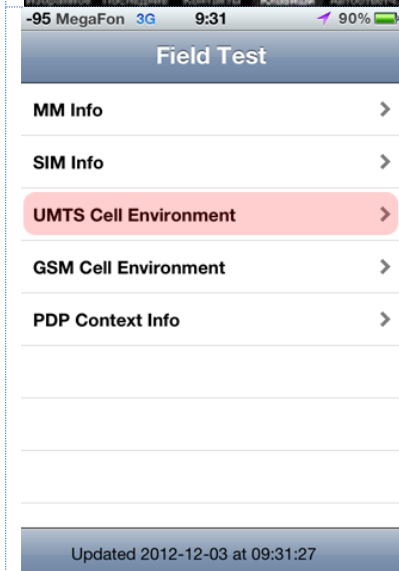 -95 MegaFon 3G 9:31 90%
Field Test
MM Info
SIM Info
UMTS Cell Environment
GSM Cell Environment
PDP Context Info
Updated 2012-12-03 at 09:31:27